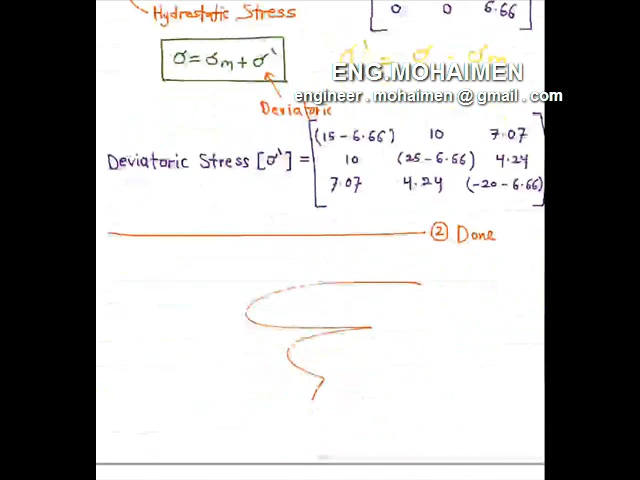 Hydrostatic Stress
0 0 6.66
σ = σm + σ'
σ' = σ - σm
ENG.MOHAIMEN
engineer . mohaimen @ gmail . com
Deviatoric
(15-6.66) 10 7.07
Deviatoric Stress [σ'] = 10 (25-6.66) 4.24
7.07 4.24 (-20-6.66)
② Done